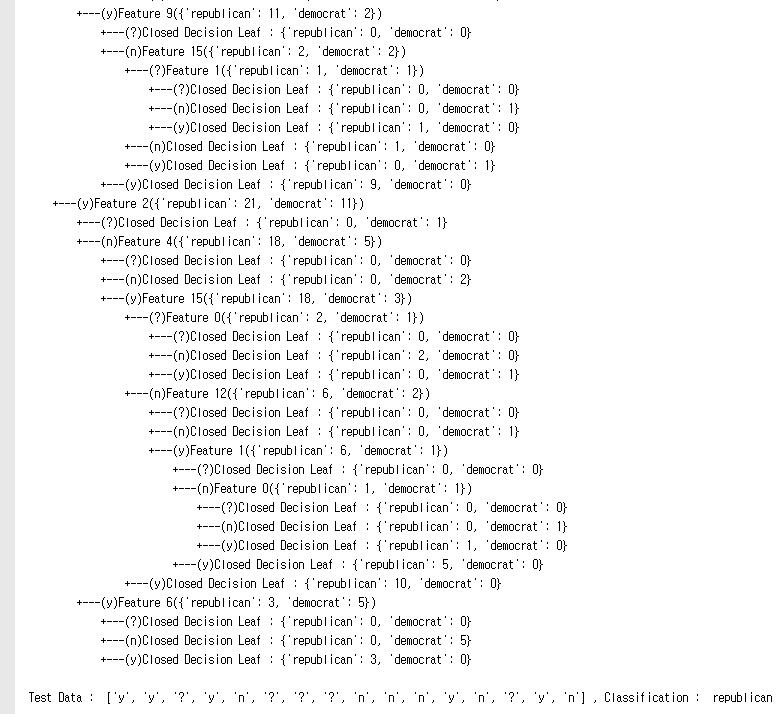 +---(y)Feature 9({'republican': 11, 'democrat': 2})
+---(?)Closed Decision Leaf : {'republican': 0, 'democrat': 0}
+---(n)Feature 15({'republican': 2, 'democrat': 2})
+---(?)Feature 1({'republican': 1, 'democrat': 1})
+---(?)Closed Decision Leaf : {'republican': 0, 'democrat': 0}
+---(n)Closed Decision Leaf : {'republican': 0, 'democrat': 1}
+---(y)Closed Decision Leaf : {'republican': 1, 'democrat': 0}
+---(n)Closed Decision Leaf : {'republican': 1, 'democrat': 0}
+---(y)Closed Decision Leaf : {'republican': 0, 'democrat': 1}
+---(y)Closed Decision Leaf : {'republican': 9, 'democrat': 0}
+---(y)Feature 2({'republican': 21, 'democrat': 11})
+---(?)Closed Decision Leaf : {'republican': 0, 'democrat': 1}
+---(n)Feature 4({'republican': 18, 'democrat': 5})
+---(?)Closed Decision Leaf : {'republican': 0, 'democrat': 0}
+---(n)Closed Decision Leaf : {'republican': 0, 'democrat': 2}
+---(y)Feature 15({'republican': 18, 'democrat': 3})
+---(?)Feature 0({'republican': 2, 'democrat': 1})
+---(?)Closed Decision Leaf : {'republican': 0, 'democrat': 0}
+---(n)Closed Decision Leaf : {'republican': 2, 'democrat': 0}
+---(y)Closed Decision Leaf : {'republican': 0, 'democrat': 1}
+---(n)Feature 12({'republican': 6, 'democrat': 2})
+---(?)Closed Decision Leaf : {'republican': 0, 'democrat': 0}
+---(n)Closed Decision Leaf : {'republican': 0, 'democrat': 1}
+---(y)Feature 1({'republican': 6, 'democrat': 1})
+---(?)Closed Decision Leaf : {'republican': 0, 'democrat': 0}
+---(n)Feature 0({'republican': 1, 'democrat': 1})
+---(?)Closed Decision Leaf : {'republican': 0, 'democrat': 0}
+---(n)Closed Decision Leaf : {'republican': 0, 'democrat': 1}
+---(y)Closed Decision Leaf : {'republican': 1, 'democrat': 0}
+---(y)Closed Decision Leaf : {'republican': 5, 'democrat': 0}
+---(y)Closed Decision Leaf : {'republican': 10, 'democrat': 0}
+---(y)Feature 6({'republican': 3, 'democrat': 5})
+---(?)Closed Decision Leaf : {'republican': 0, 'democrat': 0}
+---(n)Closed Decision Leaf : {'republican': 0, 'democrat': 5}
+---(y)Closed Decision Leaf : {'republican': 3, 'democrat': 0}
Test Data : ['y', 'y', '?', 'y', 'n', '?', '?', '?', 'n', 'n', 'n', 'y', 'n', '?', 'y', 'n'] , Classification : republican